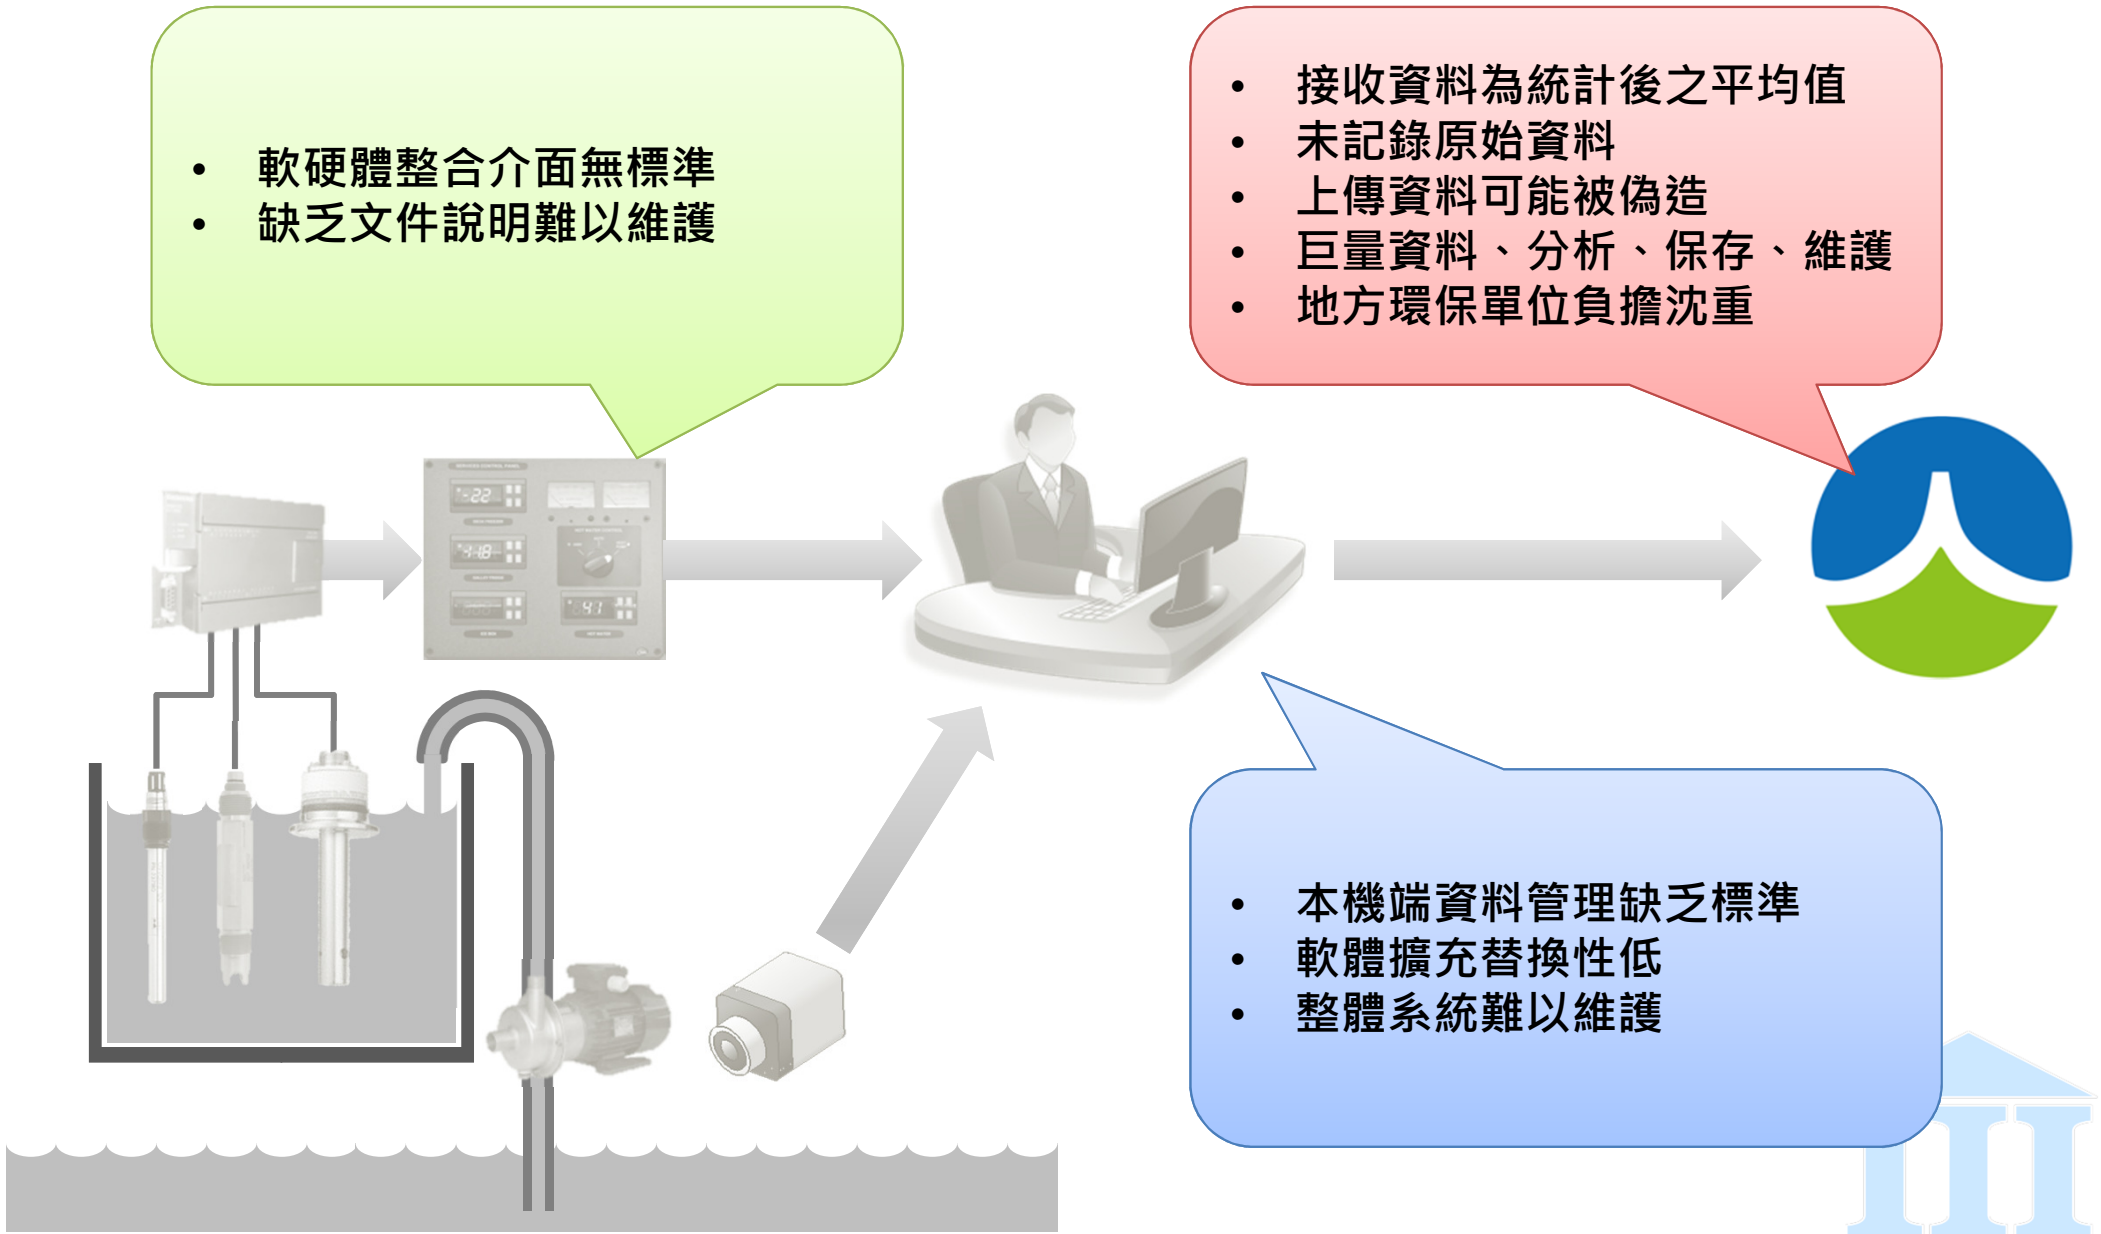 • 軟硬體整合介面無標準
• 缺乏文件說明難以維護
• 接收資料為統計後之平均值
• 未記錄原始資料
• 上傳資料可能被偽造
• 巨量資料、分析、保存、維護
• 地方環保單位負擔沈重
-22
41
• 本機端資料管理缺乏標準
• 軟體擴充替換性低
• 整體系統難以維護